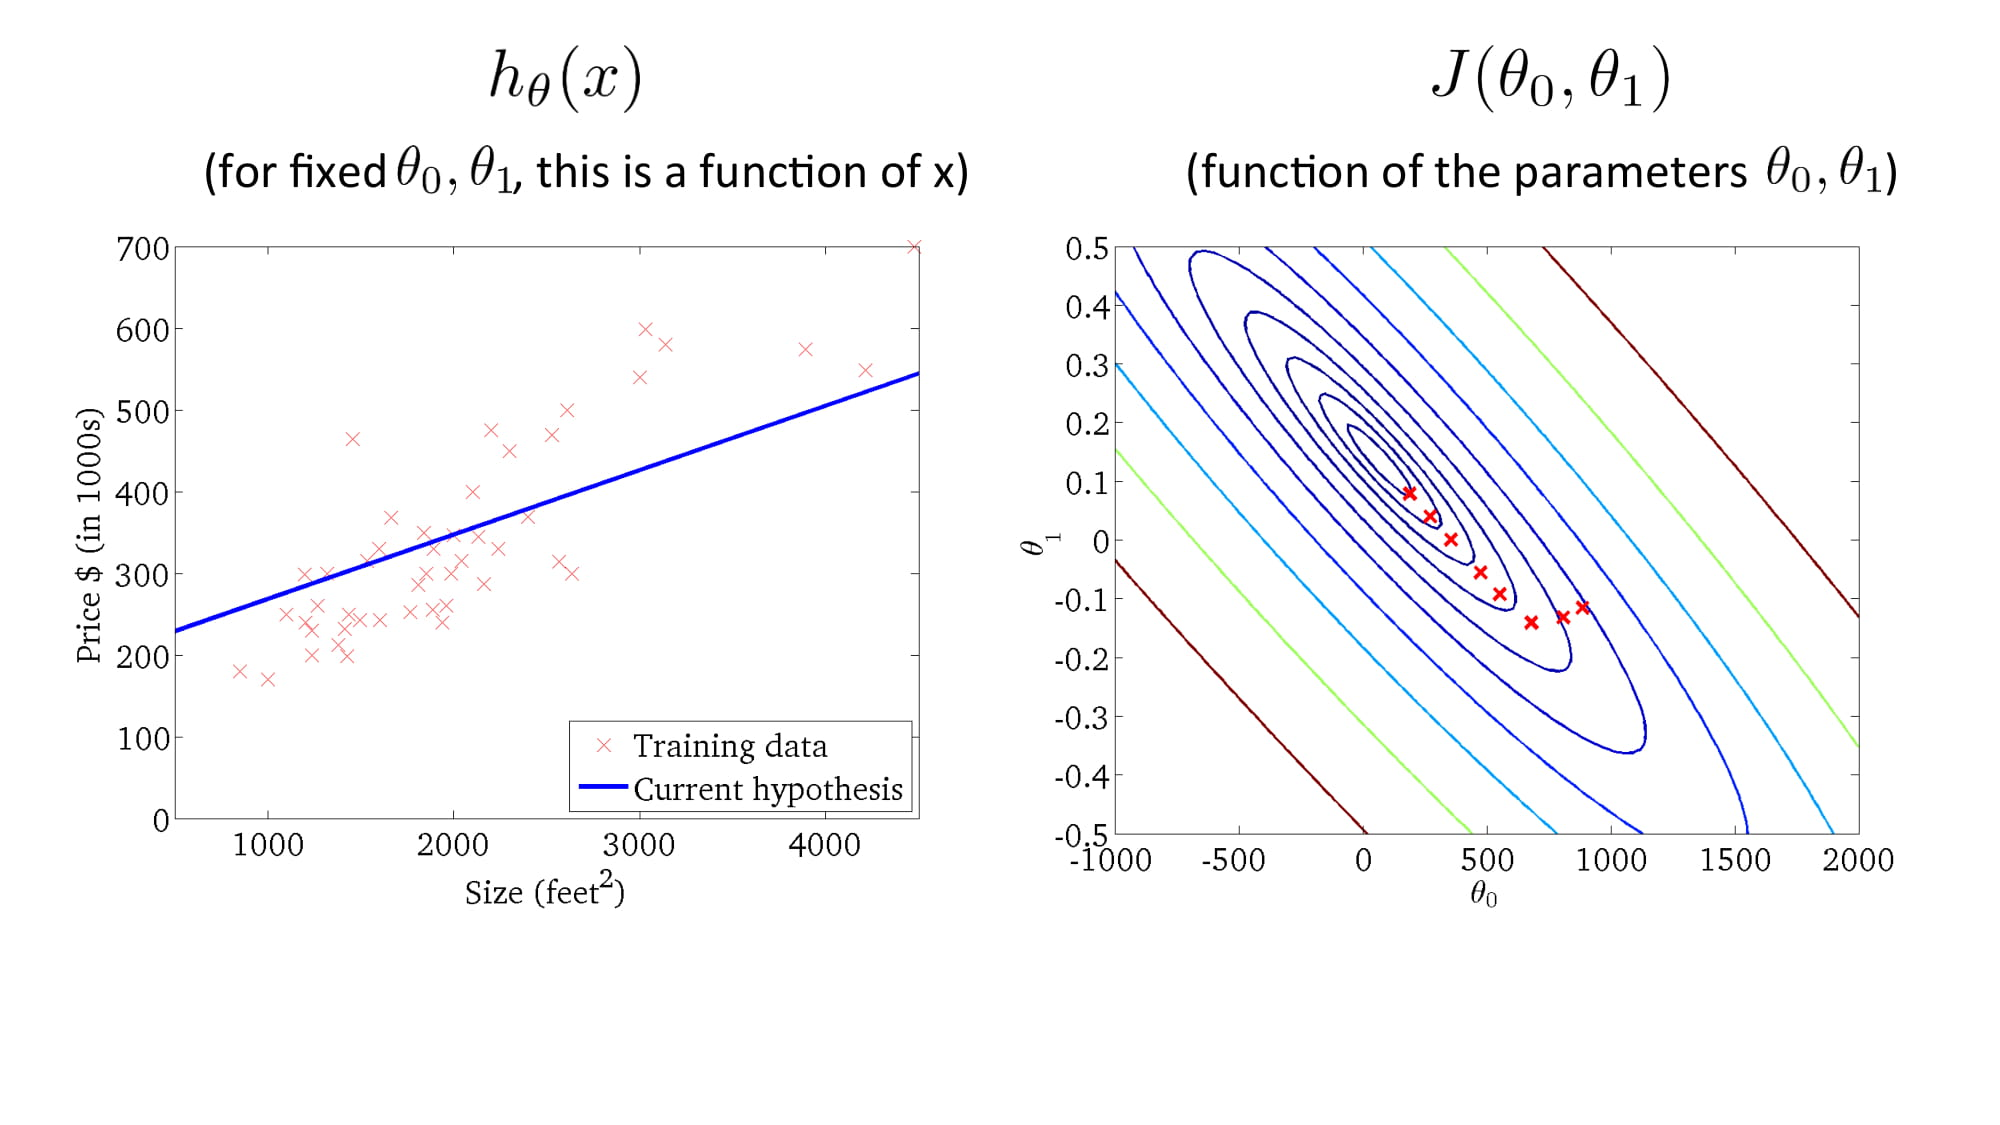 hθ(x)
(for fixed θ0, θ1, this is a function of x)
700
600
500
400
300
200
100
0
Price $ (in 1000s)
1000 2000 3000 4000
Size (feet²)
Training data
Current hypothesis
J(θ0, θ1)
(function of the parameters θ0, θ1)
0.5
0.4
0.3
0.2
0.1
0
-0.1
-0.2
-0.3
-0.4
-0.5
θ1
-1000 -500 0 500 1000 1500 2000
θ0